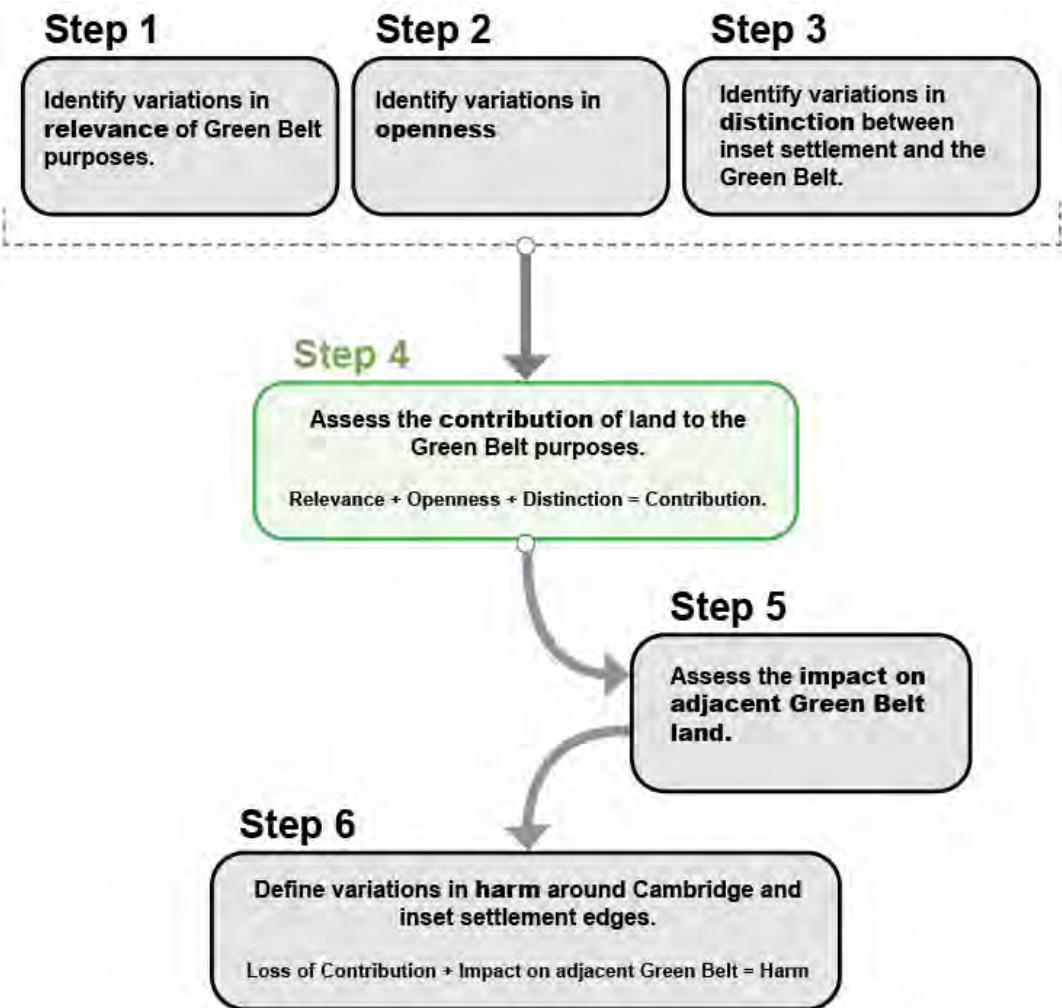 Step 1
Identify variations in
relevance of Green Belt
purposes.
Step 2
Identify variations in
openness
Step 3
Identify variations in
distinction between
inset settlement and the
Green Belt.
Step 4
Assess the contribution of land to the
Green Belt purposes.
Relevance + Openness + Distinction = Contribution.
Step 5
Assess the impact on
adjacent Green Belt
land.
Step 6
Define variations in harm around Cambridge and
inset settlement edges.
Loss of Contribution + Impact on adjacent Green Belt = Harm